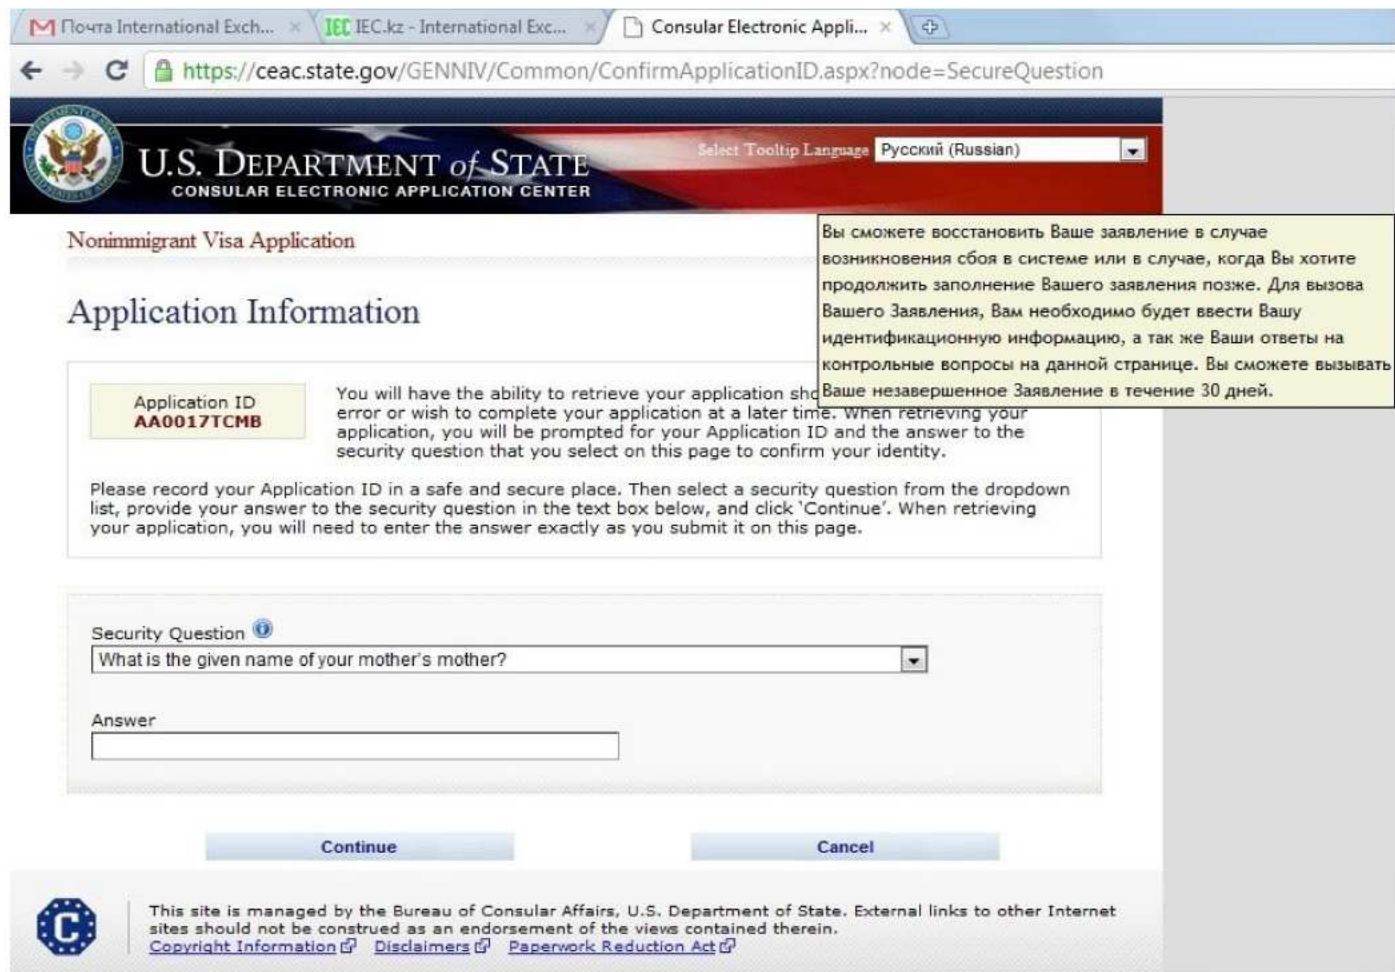 Почта International Exch...
IEC IEC.kz - International Exc...
Consular Electronic Appli...
https://ceac.state.gov/GENNIV/Common/ConfirmApplicationID.aspx?node=SecureQuestion
U.S. DEPARTMENT of STATE
CONSULAR ELECTRONIC APPLICATION CENTER
Select Tooltip Language Русский (Russian)
Nonimmigrant Visa Application
Вы сможете восстановить Ваше заявление в случае
возникновения сбоя в системе или в случае, когда Вы хотите
продолжить заполнение Вашего заявления позже. Для вызова
Вашего Заявления, Вам необходимо будет ввести Вашу
идентификационную информацию, а так же Ваши ответы на
контрольные вопросы на данной странице. Вы сможете вызывать
Ваше незавершенное Заявление в течение 30 дней.
Application Information
Application ID
AA0017TCMB
You will have the ability to retrieve your application sho
error or wish to complete your application at a later time. When retrieving your
application, you will be prompted for your Application ID and the answer to the
security question that you select on this page to confirm your identity.
Please record your Application ID in a safe and secure place. Then select a security question from the dropdown
list, provide your answer to the security question in the text box below, and click 'Continue'. When retrieving
your application, you will need to enter the answer exactly as you submit it on this page.
Security Question
What is the given name of your mother's mother?
Answer
Continue
Cancel
This site is managed by the Bureau of Consular Affairs, U.S. Department of State. External links to other Internet
sites should not be construed as an endorsement of the views contained therein.
Copyright Information Disclaimers Paperwork Reduction Act